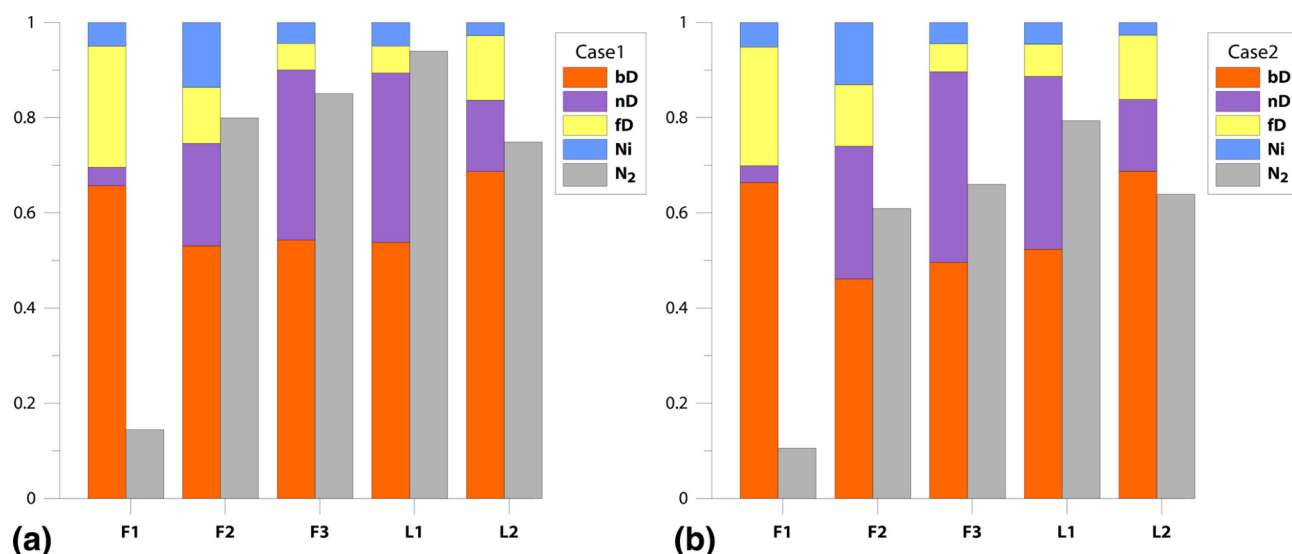 1
0.8
0.6
0.4
0.2
0
F1 F2 F3 L1 L2
(a)
Case1
bD
nD
fD
Ni
N₂
1
0.8
0.6
0.4
0.2
0
F1 F2 F3 L1 L2
(b)
Case2
bD
nD
fD
Ni
N₂